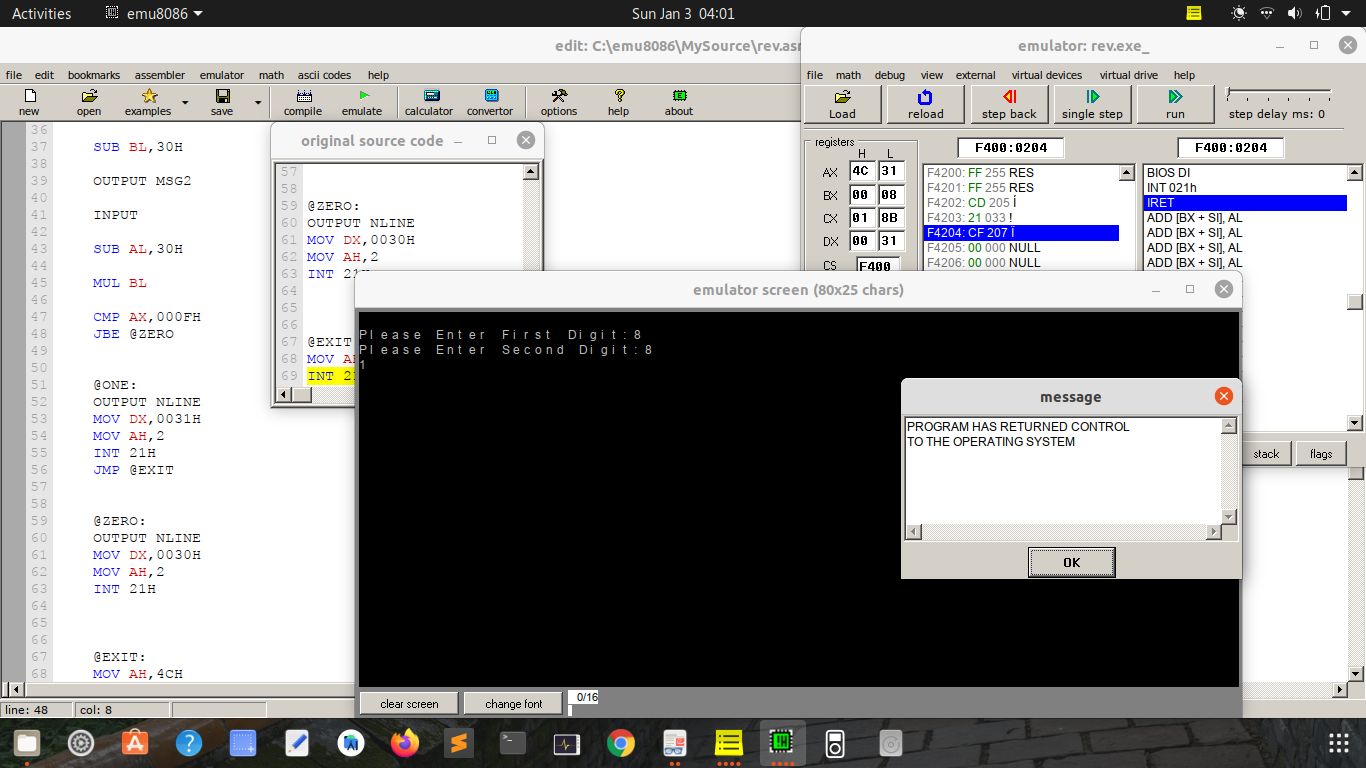 Activities
emu8086
Sun Jan 3 04:01
edit: C:\emu8086\MySource\rev.asm
file edit bookmarks assembler emulator math ascii codes help
new open examples save compile emulate calculator convertor options help about
36
37 SUB BL,30H
38
39 OUTPUT MSG2
40
41 INPUT
42
43 SUB AL,30H
44
45 MUL BL
46
47 CMP AX,000FH
48 JBE @ZERO
49
50
51 @ONE:
52 OUTPUT NLINE
53 MOV DX,0031H
54 MOV AH,2
55 INT 21H
56 JMP @EXIT
57
58
59 @ZERO:
60 OUTPUT NLINE
61 MOV DX,0030H
62 MOV AH,2
63 INT 21H
64
65
66
67 @EXIT:
68 MOV AH,4CH
line: 48
col: 8
original source code
57
58
59 @ZERO:
60 OUTPUT NLINE
61 MOV DX,0030H
62 MOV AH,2
63 INT 21H
64
65
66
67 @EXIT
68 MOV AH
69 INT 21
emulator: rev.exe_
file math debug view external virtual devices virtual drive help
Load reload step back single step run
step delay ms: 0
registers
H L
AX 4C 31
BX 00 08
CX 01 8B
DX 00 31
CS F400
F400:0204
F4200: FF 255 RES
F4201: FF 255 RES
F4202: CD 205 Í
F4203: 21 033 !
F4204: CF 207 Ï
F4205: 00 000 NULL
F4206: 00 000 NULL
F400:0204
BIOS DI
INT 021h
IRET
ADD [BX + SI], AL
ADD [BX + SI], AL
ADD [BX + SI], AL
ADD [BX + SI], AL
stack
flags
emulator screen (80x25 chars)
Please Enter First Digit:8
Please Enter Second Digit:8
1
clear screen
change font
0/16
message
PROGRAM HAS RETURNED CONTROL
TO THE OPERATING SYSTEM
OK